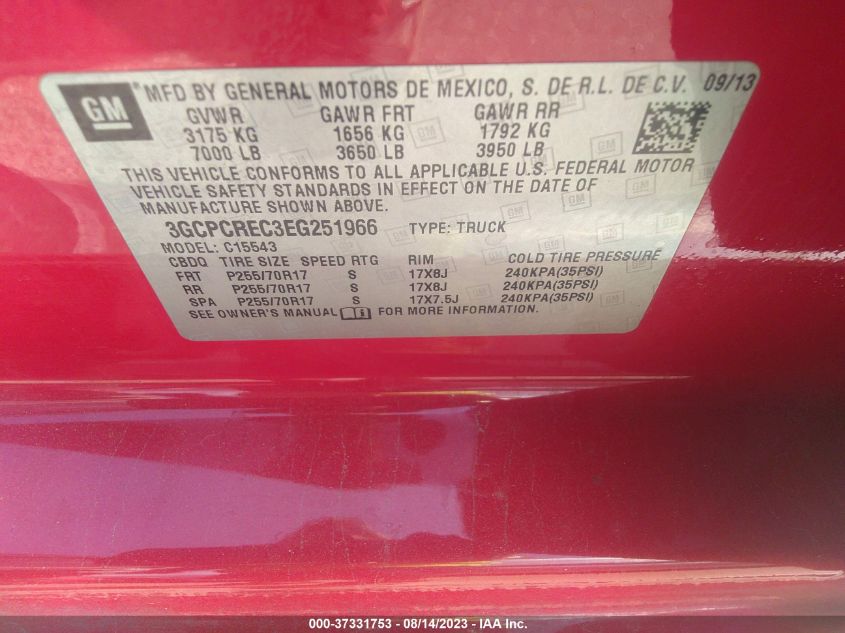 GM MFD BY GENERAL MOTORS DE MEXICO, S. DE R.L. DE C.V. 09/13
GVWR GAWR FRT GAWR RR
3175 KG 1656 KG 1792 KG
7000 LB 3650 LB 3950 LB
THIS VEHICLE CONFORMS TO ALL APPLICABLE U.S. FEDERAL MOTOR
VEHICLE SAFETY STANDARDS IN EFFECT ON THE DATE OF
MANUFACTURE SHOWN ABOVE.
3GCPCREC3EG251966 TYPE: TRUCK
MODEL: C15543
CBDQ TIRE SIZE SPEED RTG RIM COLD TIRE PRESSURE
FRT P255/70R17 S 17X8J 240KPA(35PSI)
RR P255/70R17 S 17X8J 240KPA(35PSI)
SPA P255/70R17 S 17X7.5J 240KPA(35PSI)
SEE OWNER'S MANUAL FOR MORE INFORMATION.
000-37331753 - 08/14/2023 - IAA Inc.